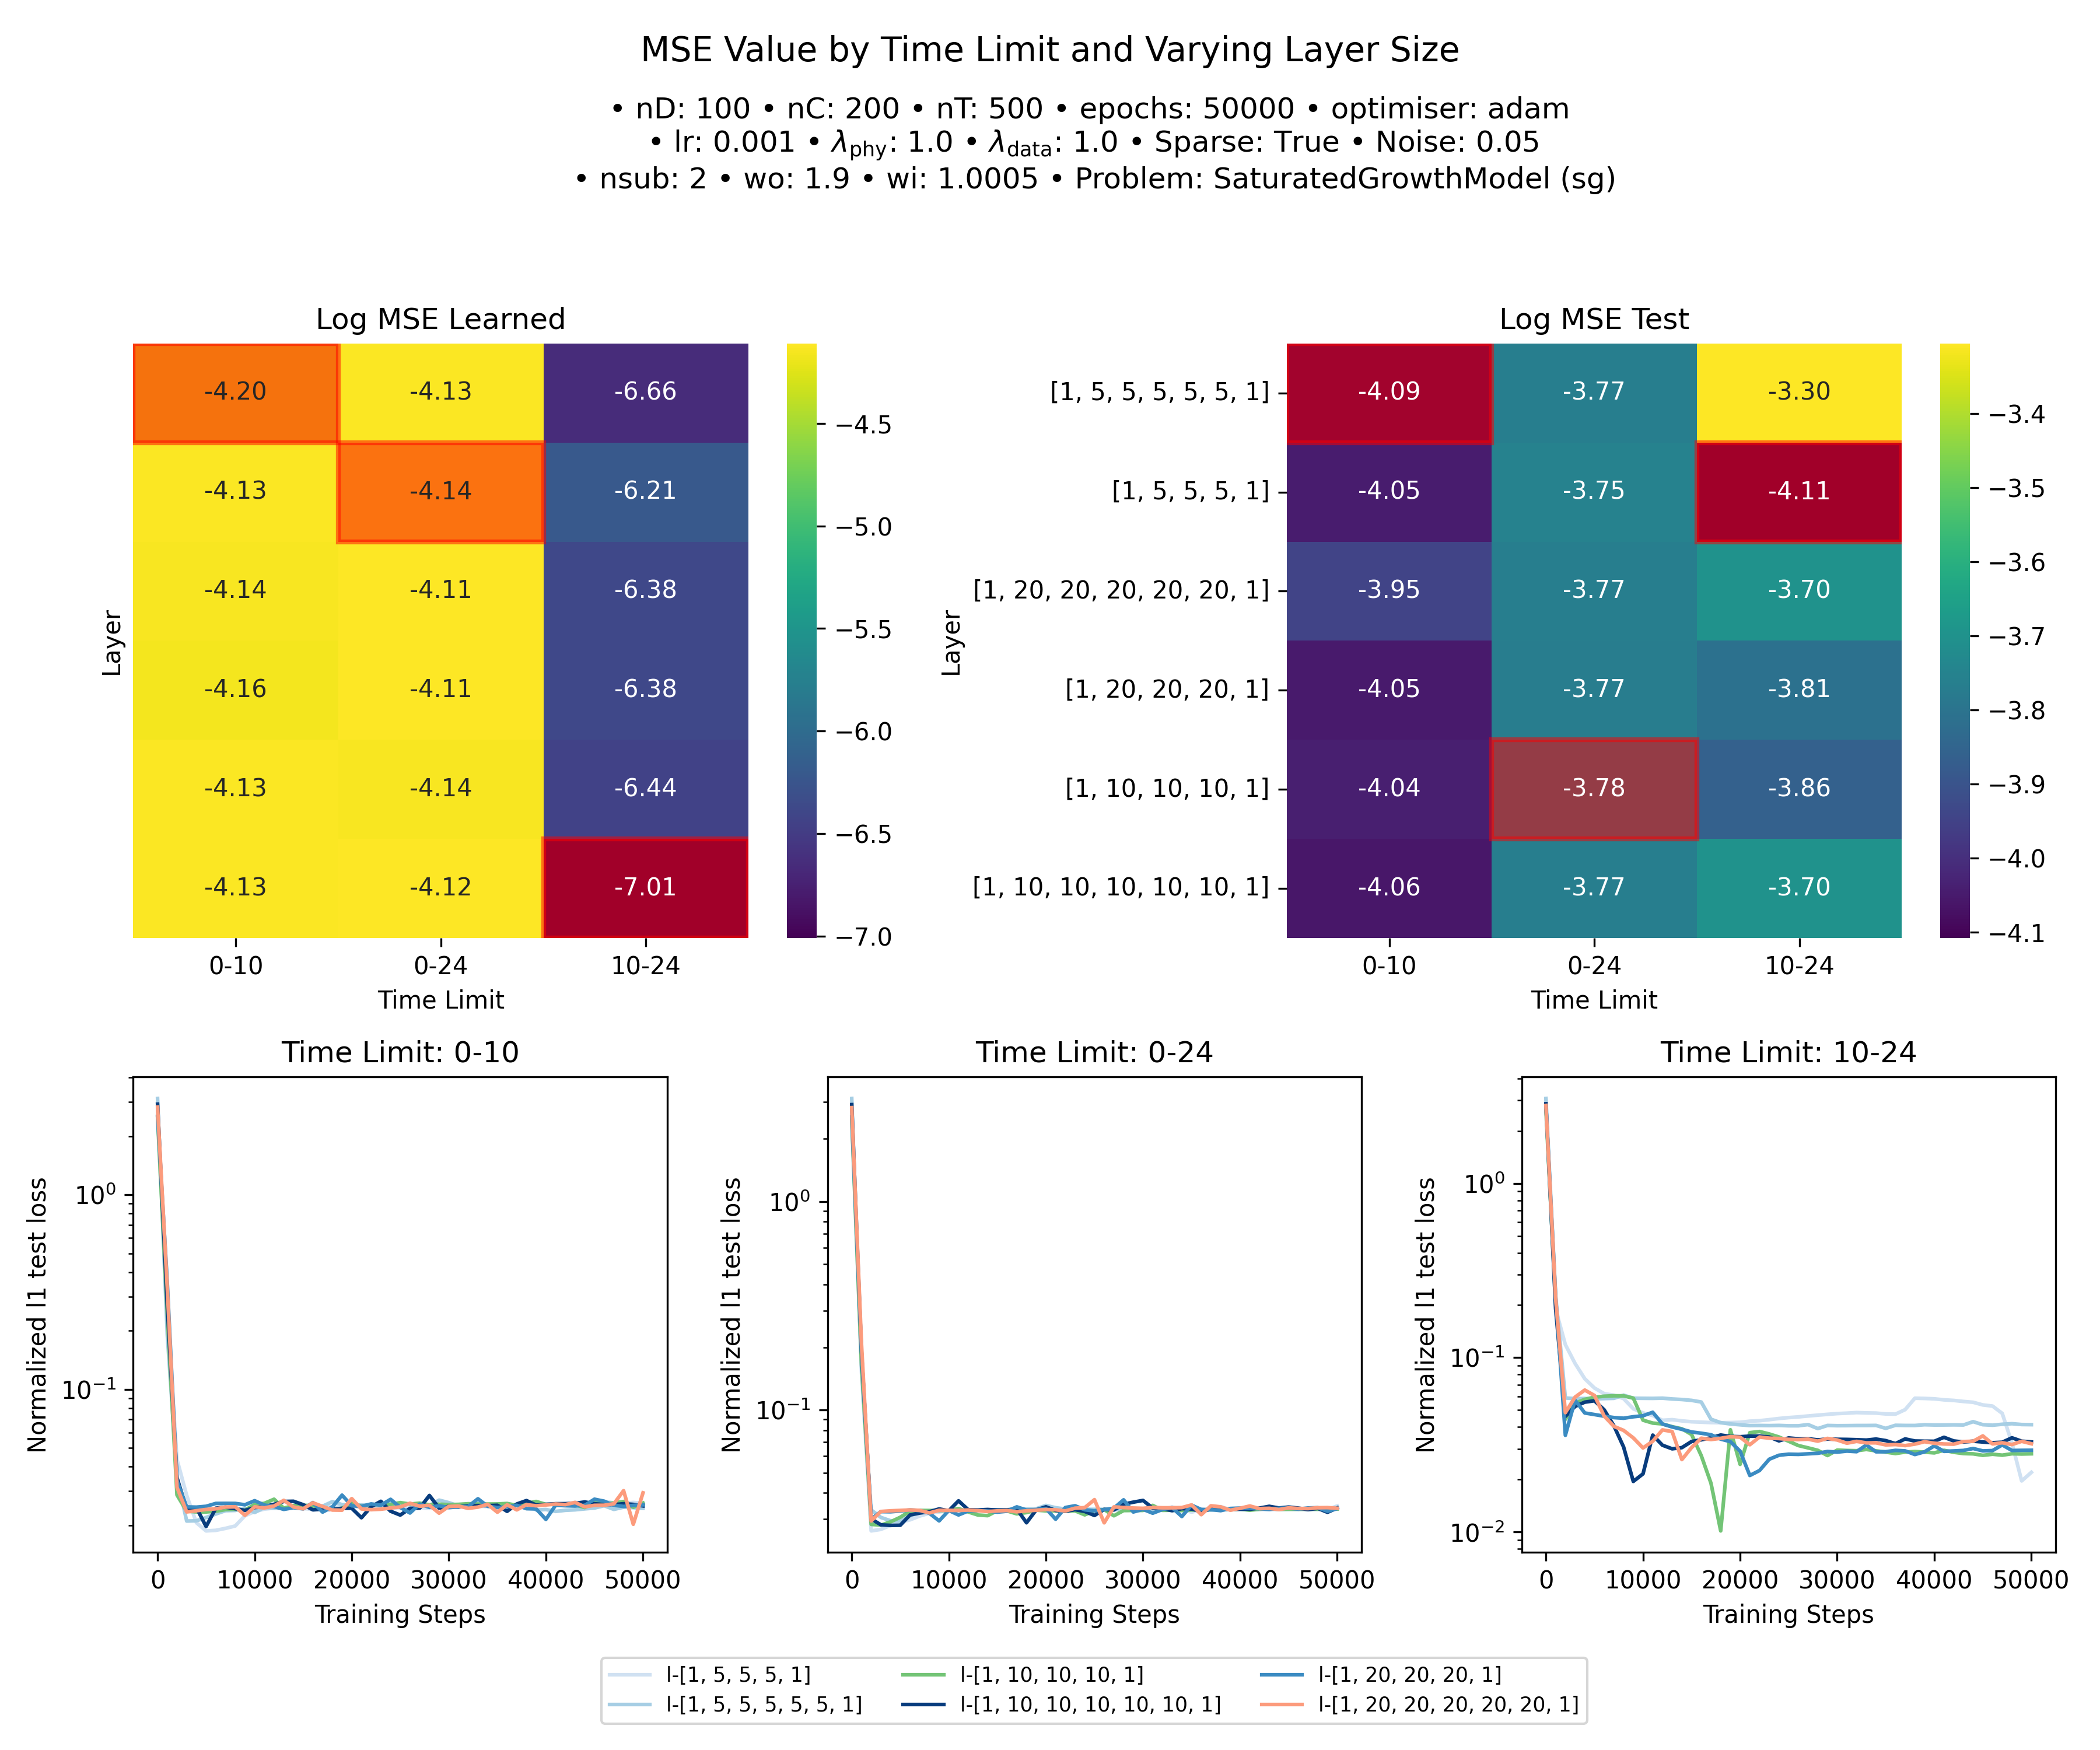 MSE Value by Time Limit and Varying Layer Size
• nD: 100 • nC: 200 • nT: 500 • epochs: 50000 • optimiser: adam
• lr: 0.001 • λphy: 1.0 • λdata: 1.0 • Sparse: True • Noise: 0.05
• nsub: 2 • wo: 1.9 • wi: 1.0005 • Problem: SaturatedGrowthModel (sg)
Log MSE Learned
Layer
-4.20 -4.13 -6.66
-4.13 -4.14 -6.21
-4.14 -4.11 -6.38
-4.16 -4.11 -6.38
-4.13 -4.14 -6.44
-4.13 -4.12 -7.01
0-10 0-24 10-24
Time Limit
−4.5
−5.0
−5.5
−6.0
−6.5
−7.0
Log MSE Test
Layer
[1, 5, 5, 5, 5, 5, 1] -4.09 -3.77 -3.30
[1, 5, 5, 5, 1] -4.05 -3.75 -4.11
[1, 20, 20, 20, 20, 20, 1] -3.95 -3.77 -3.70
[1, 20, 20, 20, 1] -4.05 -3.77 -3.81
[1, 10, 10, 10, 1] -4.04 -3.78 -3.86
[1, 10, 10, 10, 10, 10, 1] -4.06 -3.77 -3.70
0-10 0-24 10-24
Time Limit
−3.4
−3.5
−3.6
−3.7
−3.8
−3.9
−4.0
−4.1
Time Limit: 0-10
Normalized l1 test loss
10⁰
10⁻¹
0 10000 20000 30000 40000 50000
Training Steps
Time Limit: 0-24
Normalized l1 test loss
10⁰
10⁻¹
0 10000 20000 30000 40000 50000
Training Steps
Time Limit: 10-24
Normalized l1 test loss
10⁰
10⁻¹
10⁻²
0 10000 20000 30000 40000 50000
Training Steps
l-[1, 5, 5, 5, 1] l-[1, 10, 10, 10, 1] l-[1, 20, 20, 20, 1]
l-[1, 5, 5, 5, 5, 5, 1] l-[1, 10, 10, 10, 10, 10, 1] l-[1, 20, 20, 20, 20, 20, 1]